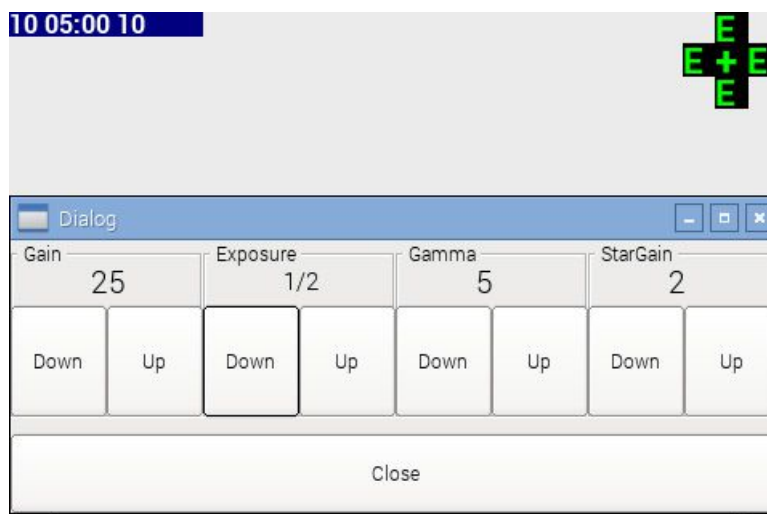 10 05:00 10
E
E + E
E
Dialog
Gain Exposure Gamma StarGain
25 1/2 5 2
Down Up Down Up Down Up Down Up
Close